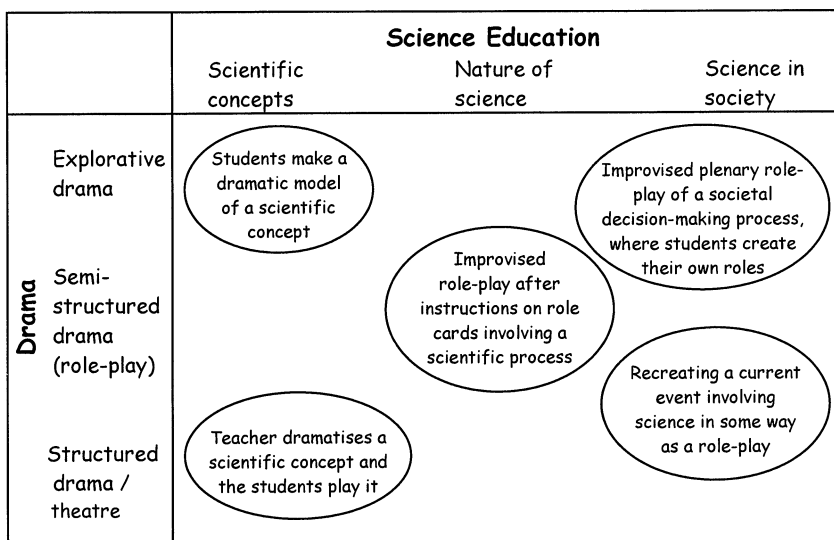 Science Education
Scientific
concepts
Nature of
science
Science in
society
Drama
Explorative
drama
Semi-
structured
drama
(role-play)
Structured
drama /
theatre
Students make a
dramatic model
of a scientific
concept
Improvised plenary role-
play of a societal
decision-making process,
where students create
their own roles
Improvised
role-play after
instructions on role
cards involving a
scientific process
Recreating a current
event involving
science in some way
as a role-play
Teacher dramatises a
scientific concept and
the students play it